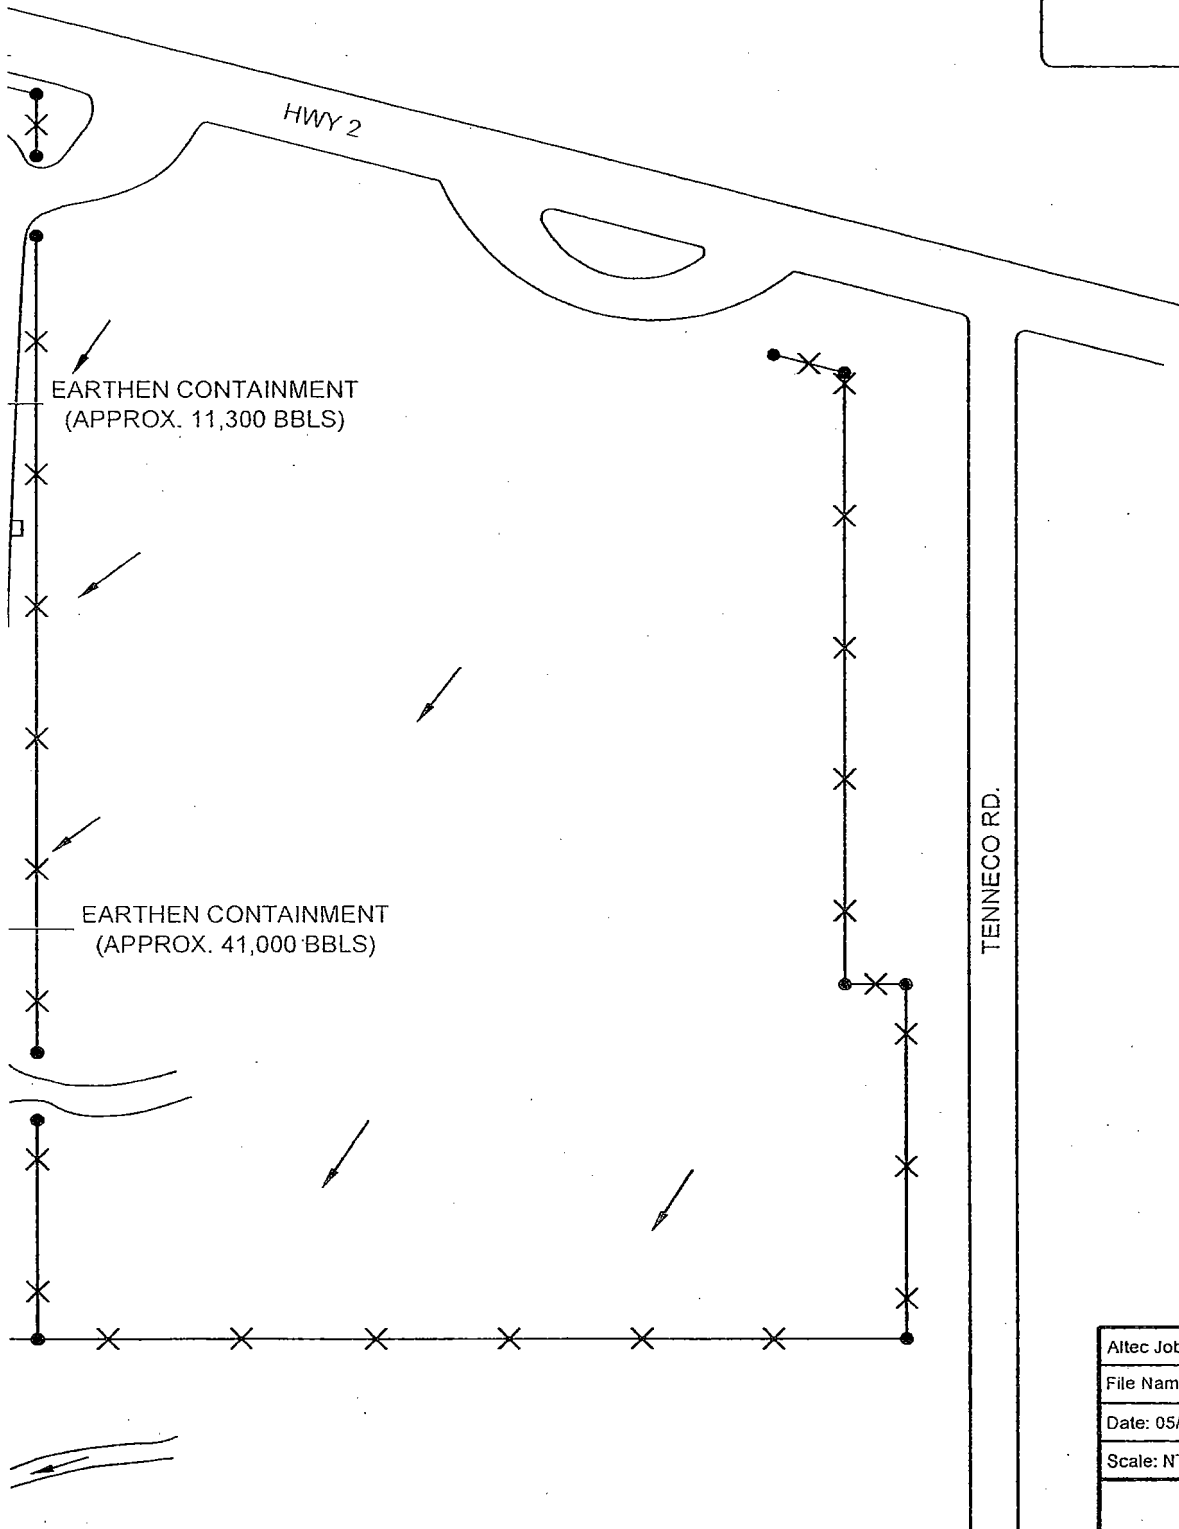 HWY 2
EARTHEN CONTAINMENT
(APPROX. 11,300 BBLS)
TENNECO RD.
EARTHEN CONTAINMENT
(APPROX. 41,000 BBLS)
Altec Job
File Nam
Date: 05/
Scale: NT